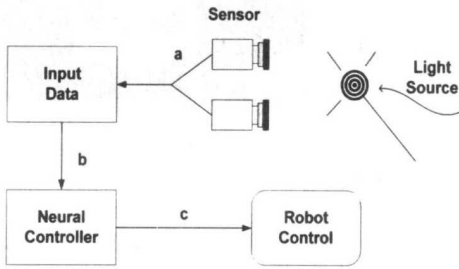 Sensor
a
Input
Data
Light
Source
b
Neural
Controller
c
Robot
Control